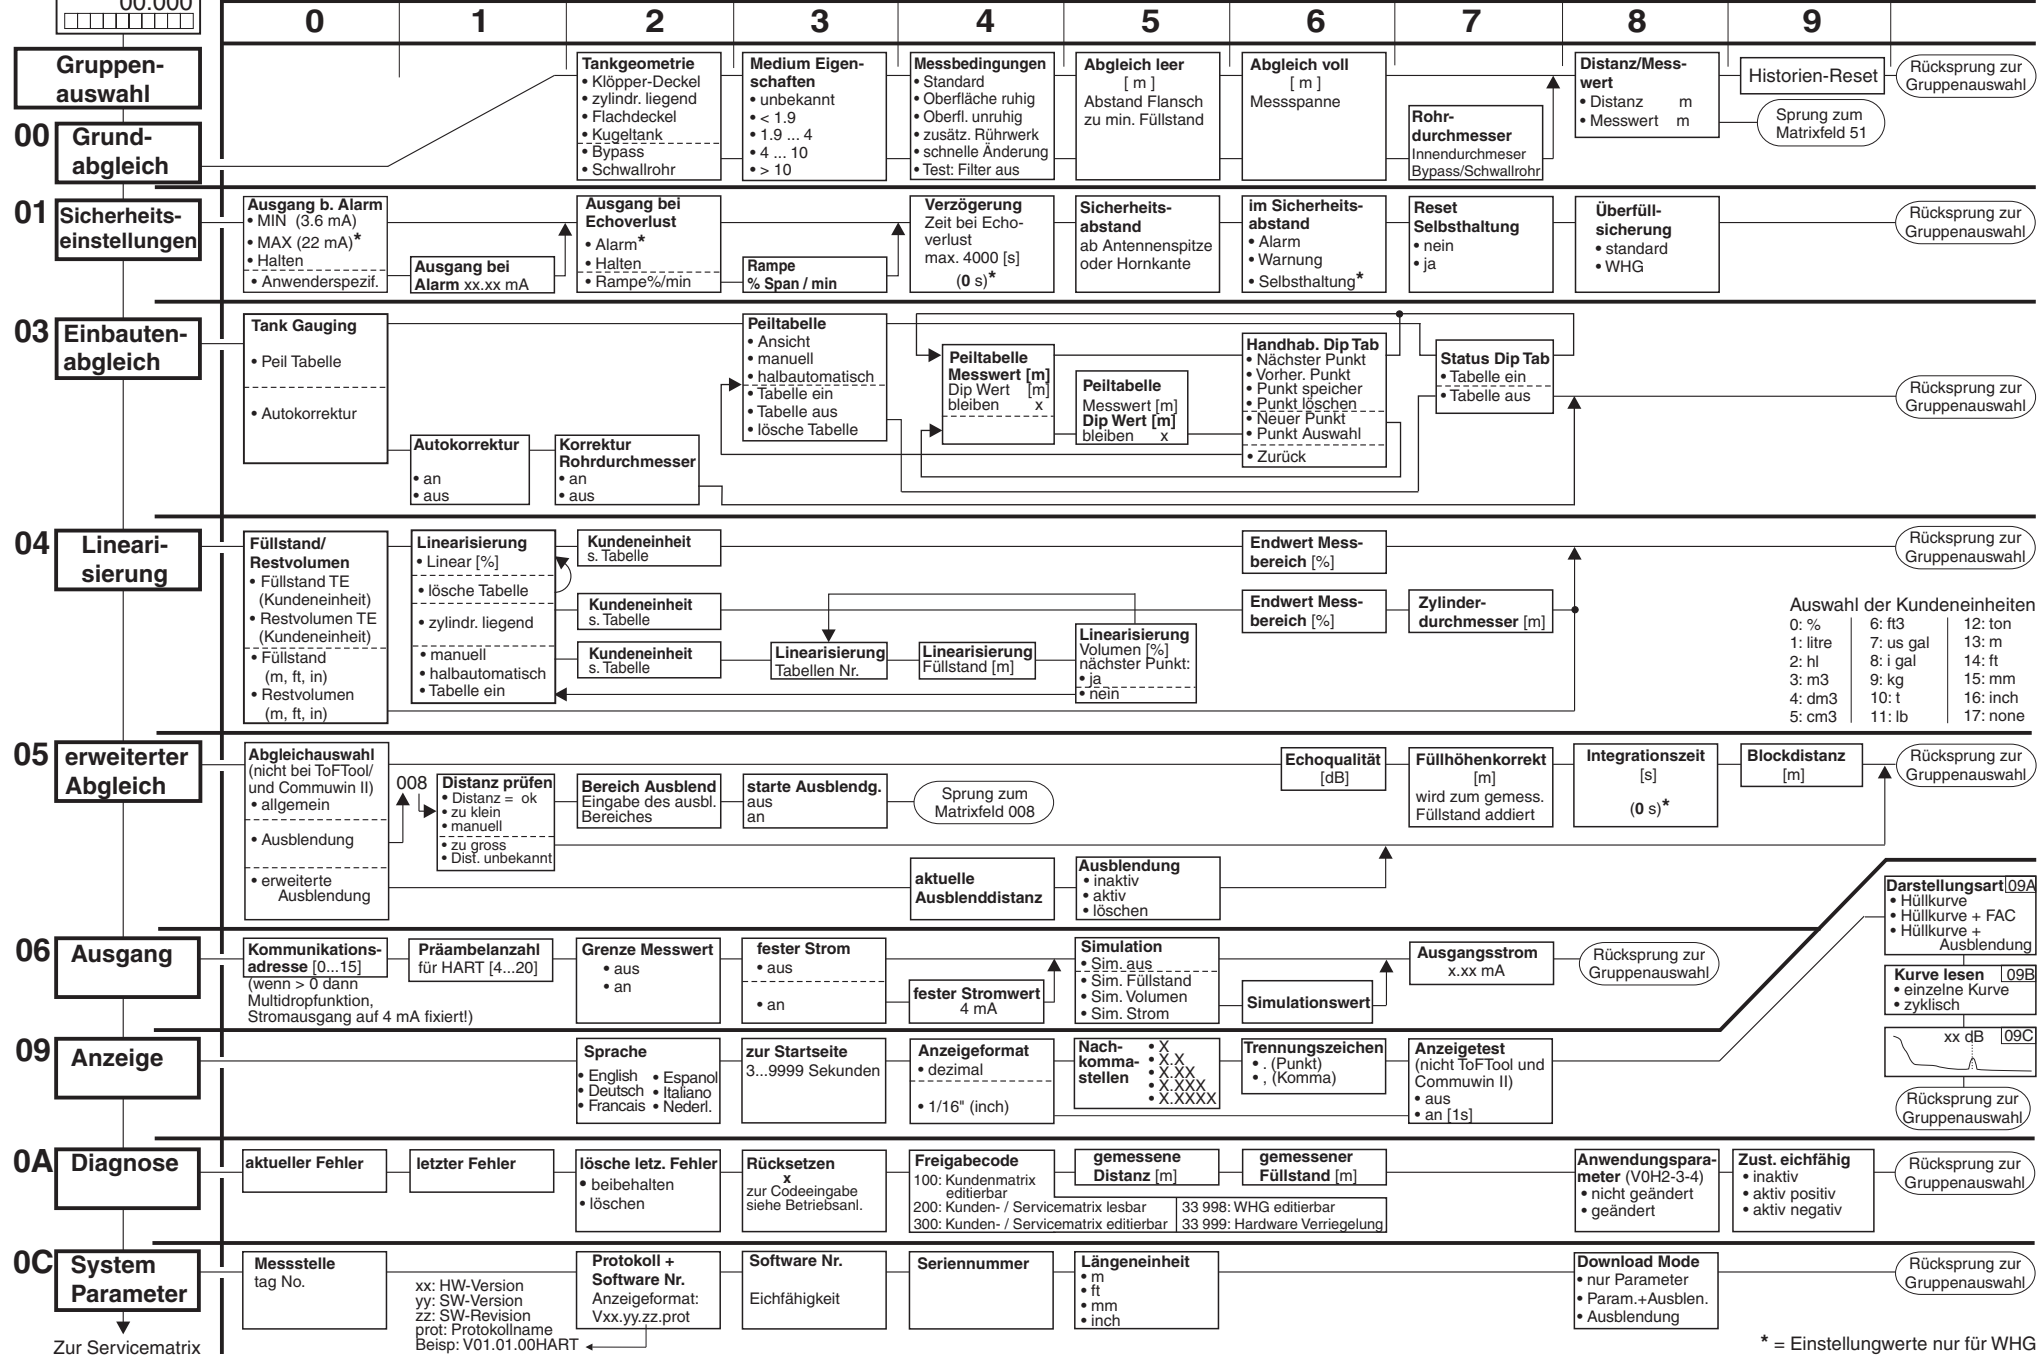 00.000
0 1 2 3 4 5 6 7 8 9
Gruppen-
auswahl
00 Grund-
abgleich
Tankgeometrie
• Klöpper-Deckel
• zylindr. liegend
• Flachdeckel
• Kugeltank
• Bypass
• Schwallrohr
Medium Eigen-
schaften
• unbekannt
• < 1.9
• 1.9 ... 4
• 4 ... 10
• > 10
Messbedingungen
• Standard
• Oberfläche ruhig
• Oberfl. unruhig
• zusätz. Rührwerk
• schnelle Änderung
• Test: Filter aus
Abgleich leer
[ m ]
Abstand Flansch
zu min. Füllstand
Abgleich voll
[ m ]
Messspanne
Rohr-
durchmesser
Innendurchmeser
Bypass/Schwallrohr
Distanz/Mess-
wert
• Distanz m
• Messwert m
Historien-Reset
Sprung zum
Matrixfeld 51
Rücksprung zur
Gruppenauswahl
01 Sicherheits-
einstellungen
Ausgang b. Alarm
• MIN (3.6 mA)
• MAX (22 mA)*
• Halten
• Anwenderspezif.
Ausgang bei
Alarm xx.xx mA
Ausgang bei
Echoverlust
• Alarm*
• Halten
• Rampe%/min
Rampe
% Span / min
Verzögerung
Zeit bei Echo-
verlust
max. 4000 [s]
(0 s)*
Sicherheits-
abstand
ab Antennenspitze
oder Hornkante
im Sicherheits-
abstand
• Alarm
• Warnung
• Selbsthaltung*
Reset
Selbsthaltung
• nein
• ja
Überfüll-
sicherung
• standard
• WHG
Rücksprung zur
Gruppenauswahl
03 Einbauten-
abgleich
Tank Gauging
• Peil Tabelle
• Autokorrektur
Autokorrektur
• an
• aus
Korrektur
Rohrdurchmesser
• an
• aus
Peiltabelle
• Ansicht
• manuell
• halbautomatisch
• Tabelle ein
• Tabelle aus
• lösche Tabelle
Peiltabelle
Messwert [m]
Dip Wert [m]
bleiben x
Peiltabelle
Messwert [m]
Dip Wert [m]
bleiben x
Handhab. Dip Tab
• Nächster Punkt
• Vorher. Punkt
• Punkt speicher
• Punkt löschen
• Neuer Punkt
• Punkt Auswahl
• Zurück
Status Dip Tab
• Tabelle ein
• Tabelle aus
Rücksprung zur
Gruppenauswahl
04 Lineari-
sierung
Füllstand/
Restvolumen
• Füllstand TE
(Kundeneinheit)
• Restvolumen TE
(Kundeneinheit)
• Füllstand
(m, ft, in)
• Restvolumen
(m, ft, in)
Linearisierung
• Linear [%]
• lösche Tabelle
• zylindr. liegend
• manuell
• halbautomatisch
• Tabelle ein
Kundeneinheit
s. Tabelle
Kundeneinheit
s. Tabelle
Kundeneinheit
s. Tabelle
Linearisierung
Tabellen Nr.
Linearisierung
Füllstand [m]
Linearisierung
Volumen [%]
nächster Punkt:
• ja
• nein
Endwert Mess-
bereich [%]
Endwert Mess-
bereich [%]
Zylinder-
durchmesser [m]
Rücksprung zur
Gruppenauswahl
Auswahl der Kundeneinheiten
0: % 6: ft3 12: ton
1: litre 7: us gal 13: m
2: hl 8: i gal 14: ft
3: m3 9: kg 15: mm
4: dm3 10: t 16: inch
5: cm3 11: lb 17: none
05 erweiterter
Abgleich
Abgleichauswahl
(nicht bei ToFTool/
und Commuwin II)
• allgemein
• Ausblendung
• erweiterte
Ausblendung
008
Distanz prüfen
• Distanz = ok
• zu klein
• manuell
• zu gross
• Dist. unbekannt
Bereich Ausblend
Eingabe des ausbl.
Bereiches
starte Ausblendg.
aus
an
Sprung zum
Matrixfeld 008
aktuelle
Ausblenddistanz
Ausblendung
• inaktiv
• aktiv
• löschen
Echoqualität
[dB]
Füllhöhenkorrekt
[m]
wird zum gemess.
Füllstand addiert
Integrationszeit
[s]
(0 s)*
Blockdistanz
[m]
Rücksprung zur
Gruppenauswahl
06 Ausgang
Kommunikations-
adresse [0...15]
(wenn > 0 dann
Multidropfunktion,
Stromausgang auf 4 mA fixiert!)
Präambelanzahl
für HART [4...20]
Grenze Messwert
• aus
• an
fester Strom
• aus
• an
fester Stromwert
4 mA
Simulation
• Sim. aus
• Sim. Füllstand
• Sim. Volumen
• Sim. Strom
Simulationswert
Ausgangsstrom
x.xx mA
Rücksprung zur
Gruppenauswahl
Darstellungsart 09A
• Hüllkurve
• Hüllkurve + FAC
• Hüllkurve +
Ausblendung
Kurve lesen 09B
• einzelne Kurve
• zyklisch
xx dB 09C
Rücksprung zur
Gruppenauswahl
09 Anzeige
Sprache
• English • Espanol
• Deutsch • Italiano
• Francais • Nederl.
zur Startseite
3...9999 Sekunden
Anzeigeformat
• dezimal
• 1/16" (inch)
Nach-
komma-
stellen
• X
• X.X
• X.XX
• X.XXX
• X.XXXX
Trennungszeichen
• . (Punkt)
• , (Komma)
Anzeigetest
(nicht ToFTool und
Commuwin II)
• aus
• an [1s]
0A Diagnose
aktueller Fehler
letzter Fehler
lösche letz. Fehler
• beibehalten
• löschen
Rücksetzen
x
zur Codeeingabe
siehe Betriebsanl.
Freigabecode
100: Kundenmatrix
editierbar
200: Kunden- / Servicematrix lesbar
300: Kunden- / Servicematrix editierbar
33 998: WHG editierbar
33 999: Hardware Verriegelung
gemessene
Distanz [m]
gemessener
Füllstand [m]
Anwendungspara-
meter (V0H2-3-4)
• nicht geändert
• geändert
Zust. eichfähig
• inaktiv
• aktiv positiv
• aktiv negativ
Rücksprung zur
Gruppenauswahl
0C System
Parameter
Messstelle
tag No.
xx: HW-Version
yy: SW-Version
zz: SW-Revision
prot: Protokollname
Beisp: V01.01.00HART
Protokoll +
Software Nr.
Anzeigeformat:
Vxx.yy.zz.prot
Software Nr.
Eichfähigkeit
Seriennummer
Längeneinheit
• m
• ft
• mm
• inch
Download Mode
• nur Parameter
• Param.+Ausblen.
• Ausblendung
Rücksprung zur
Gruppenauswahl
Zur Servicematrix
* = Einstellungwerte nur für WHG